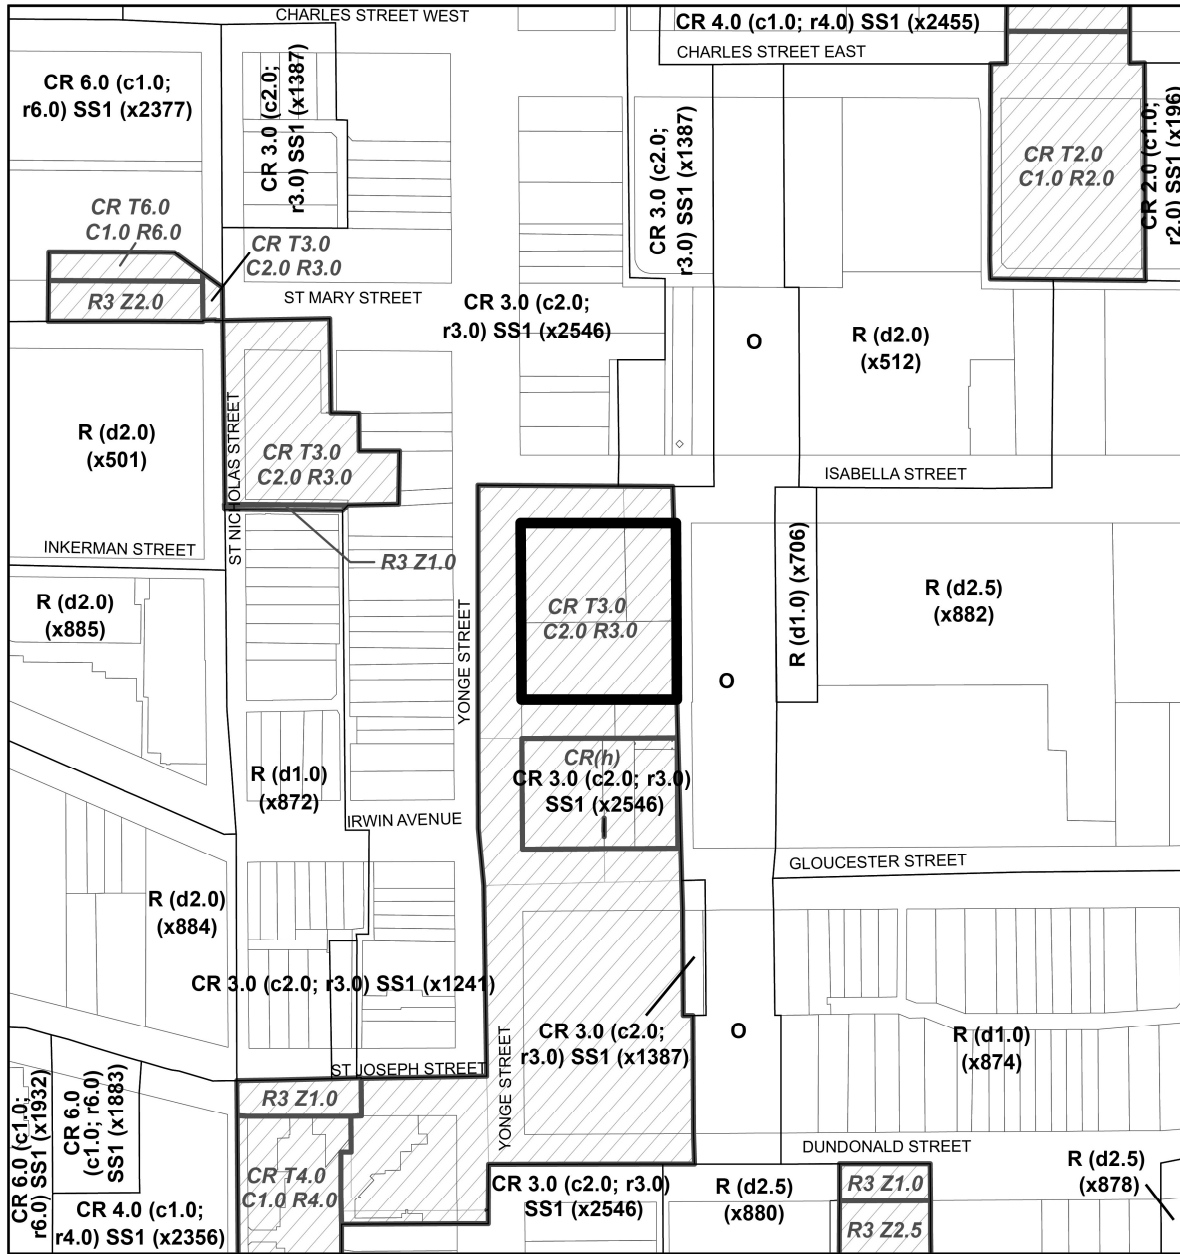 CHARLES STREET WEST
CR 4.0 (c1.0; r4.0) SS1 (x2455)
CHARLES STREET EAST
CR 6.0 (c1.0;
r6.0) SS1 (x2377)
CR 3.0 (c2.0;
r3.0) SS1 (x1387)
CR 3.0 (c2.0;
r3.0) SS1 (x1387)
CR T2.0
C1.0 R2.0
CR 2.0 (c1.0;
r2.0) SS1 (x196)
CR T6.0
C1.0 R6.0
CR T3.0
C2.0 R3.0
R3 Z2.0
ST MARY STREET
CR 3.0 (c2.0;
r3.0) SS1 (x2546)
O
R (d2.0)
(x512)
R (d2.0)
(x501)
ST NICHOLAS STREET
CR T3.0
C2.0 R3.0
ISABELLA STREET
INKERMAN STREET
R3 Z1.0
R (d1.0) (x706)
R (d2.5)
(x882)
R (d2.0)
(x885)
CR T3.0
C2.0 R3.0
YONGE STREET
O
R (d1.0)
(x872)
CR(h)
CR 3.0 (c2.0; r3.0)
SS1 (x2546)
IRWIN AVENUE
GLOUCESTER STREET
R (d2.0)
(x884)
CR 3.0 (c2.0; r3.0) SS1 (x1241)
CR 3.0 (c2.0;
r3.0) SS1 (x1387)
O
R (d1.0)
(x874)
ST JOSEPH STREET
YONGE STREET
CR 6.0 (c1.0;
r6.0) SS1 (x1932)
CR 6.0
(c1.0; r6.0)
SS1 (x1883)
R3 Z1.0
DUNDONALD STREET
CR T4.0
C1.0 R4.0
CR 3.0 (c2.0; r3.0)
SS1 (x2546)
R (d2.5)
(x880)
R3 Z1.0
R (d2.5)
(x878)
CR 4.0 (c1.0;
r4.0) SS1 (x2356)
R3 Z2.5